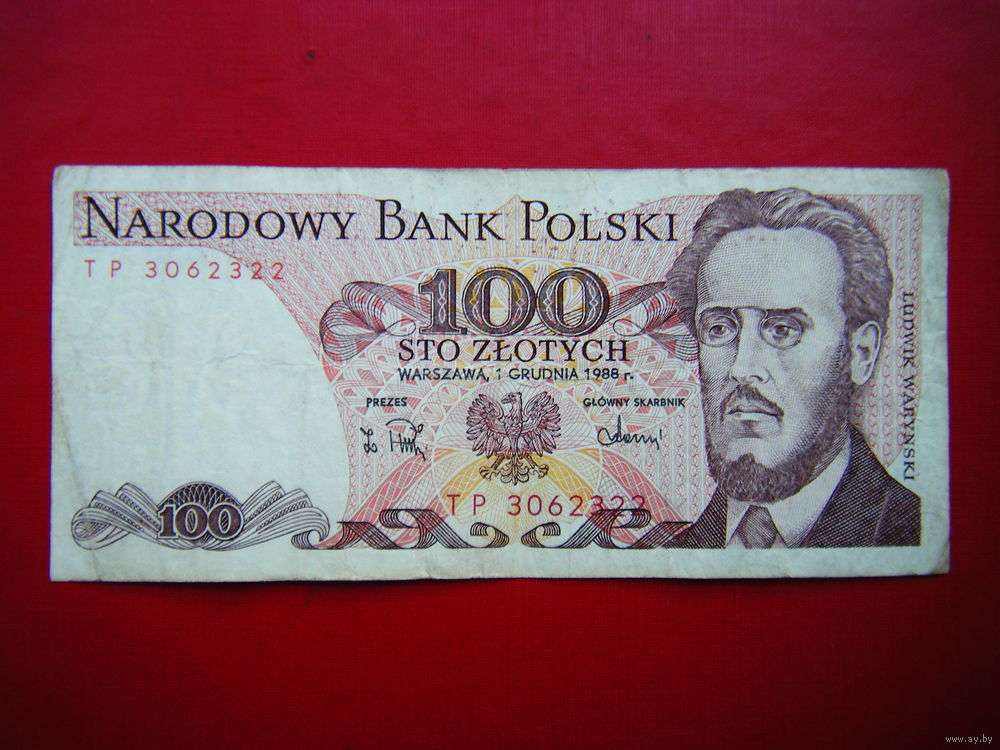 NARODOWY BANK POLSKI
TP 3062322
100
STO ZŁOTYCH
WARSZAWA, 1 GRUDNIA 1988 r.
PREZES
GŁÓWNY SKARBNIK
TP 3062322
100
LUDWIK WARYŃSKI
www.ay.by